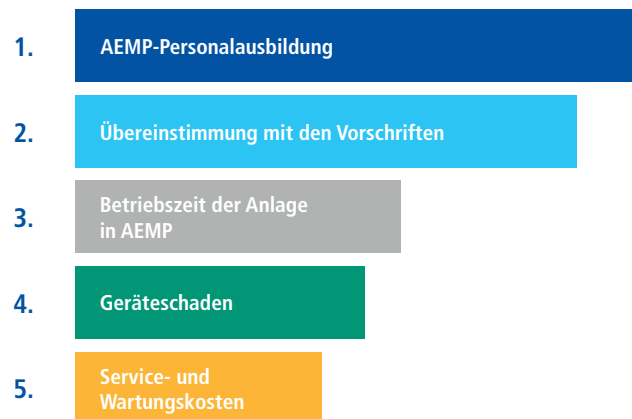 1. AEMP-Personalausbildung
2. Übereinstimmung mit den Vorschriften
3. Betriebszeit der Anlage
in AEMP
4. Geräteschaden
5. Service- und
Wartungskosten